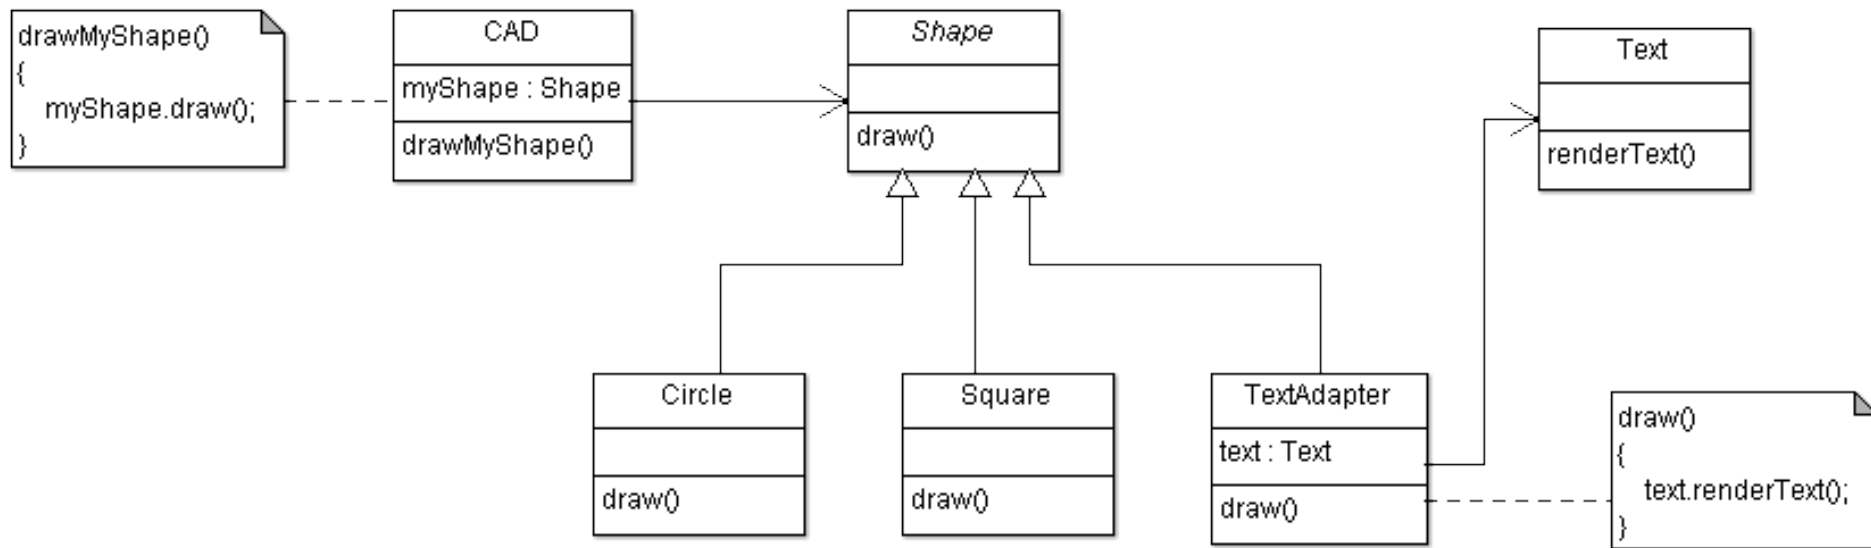 drawMyShape()
{
myShape.draw();
}
CAD
myShape : Shape
drawMyShape()
Shape
draw()
Text
renderText()
Circle
draw()
Square
draw()
TextAdapter
text : Text
draw()
draw()
{
text.renderText();
}